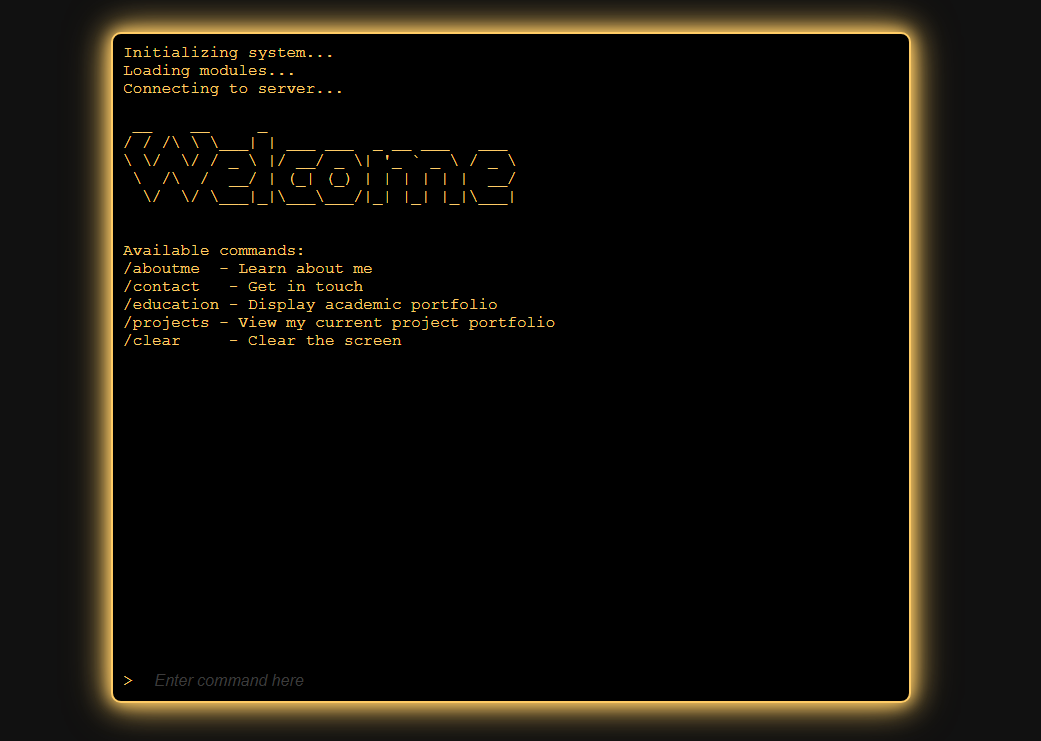 Initializing system...
Loading modules...
Connecting to server...
Welcome
Available commands:
/aboutme  - Learn about me
/contact   - Get in touch
/education - Display academic portfolio
/projects - View my current project portfolio
/clear     - Clear the screen
> Enter command here